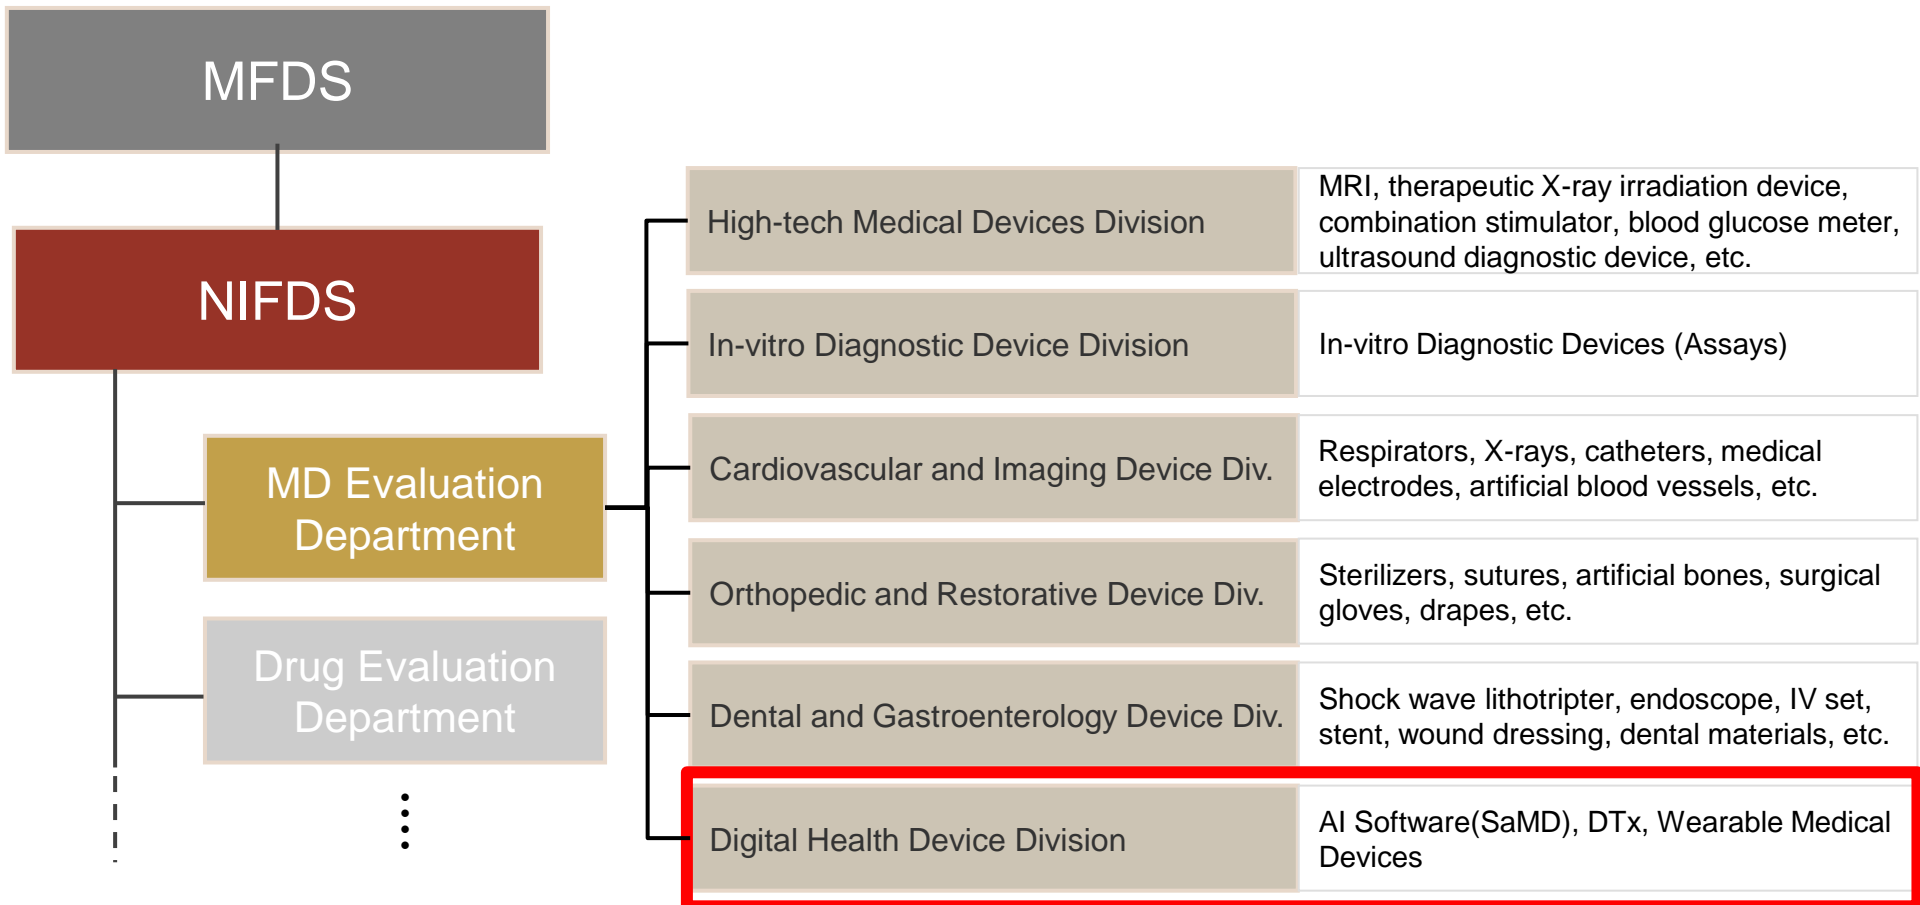 MFDS
NIFDS
MD Evaluation
Department
Drug Evaluation
Department
High-tech Medical Devices Division
MRI, therapeutic X-ray irradiation device,
combination stimulator, blood glucose meter,
ultrasound diagnostic device, etc.
In-vitro Diagnostic Device Division
In-vitro Diagnostic Devices (Assays)
Cardiovascular and Imaging Device Div.
Respirators, X-rays, catheters, medical
electrodes, artificial blood vessels, etc.
Orthopedic and Restorative Device Div.
Sterilizers, sutures, artificial bones, surgical
gloves, drapes, etc.
Dental and Gastroenterology Device Div.
Shock wave lithotripter, endoscope, IV set,
stent, wound dressing, dental materials, etc.
Digital Health Device Division
AI Software(SaMD), DTx, Wearable Medical
Devices